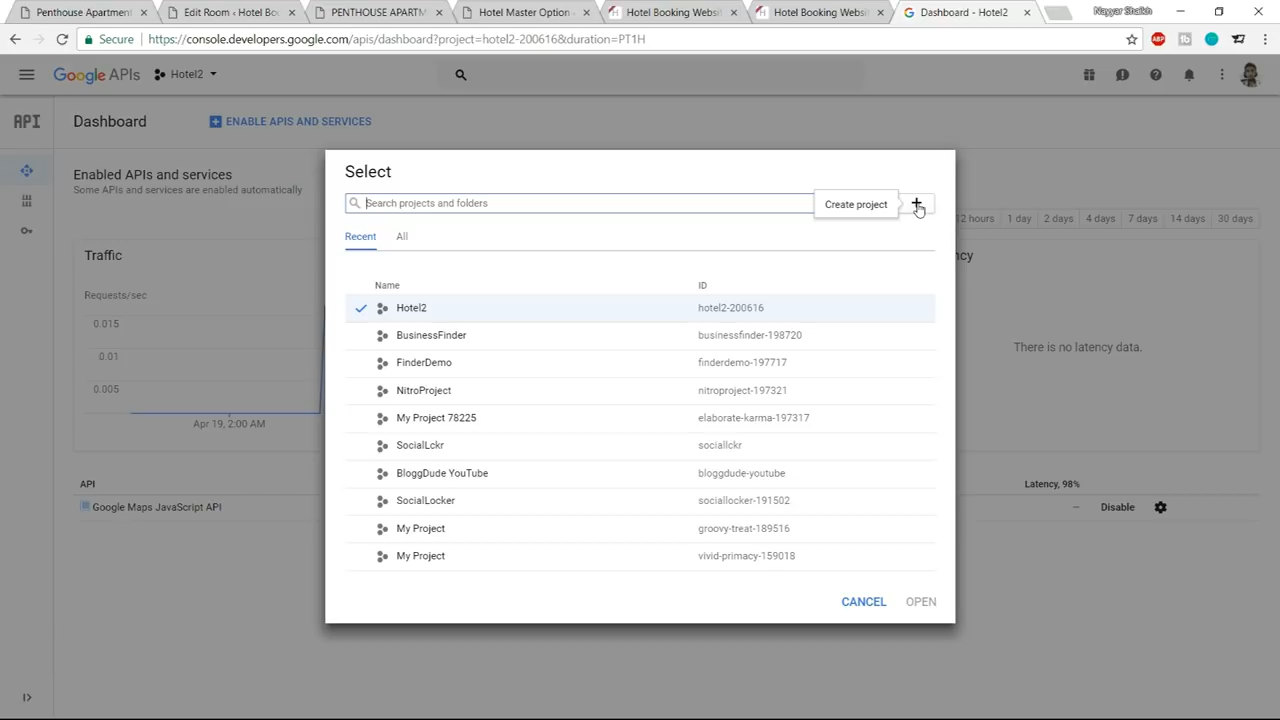 Penthouse Apartment
Edit Room ‹ Hotel Bo
PENTHOUSE APARTM
Hotel Master Option
Hotel Booking Websi
Hotel Booking Websi
Dashboard - Hotel2
Nayyar Shaikh
Secure
https://console.developers.google.com/apis/dashboard?project=hotel2-200616&duration=PT1H
ABP
Google APIs
Hotel2
API
Dashboard
ENABLE APIS AND SERVICES
Enabled APIs and services
Some APIs and services are enabled automatically
Select
Search projects and folders
Create project
12 hours
1 day
2 days
4 days
7 days
14 days
30 days
Recent
All
Traffic
ncy
Requests/sec
0.015
0.01
0.005
Apr 19, 2:00 AM
There is no latency data.
Name ID
Hotel2 hotel2-200616
BusinessFinder businessfinder-198720
FinderDemo finderdemo-197717
NitroProject nitroproject-197321
My Project 78225 elaborate-karma-197317
SocialLckr sociallckr
BloggDude YouTube bloggdude-youtube
SocialLocker sociallocker-191502
My Project groovy-treat-189516
My Project vivid-primacy-159018
CANCEL OPEN
API
Latency, 98%
Google Maps JavaScript API
– Disable